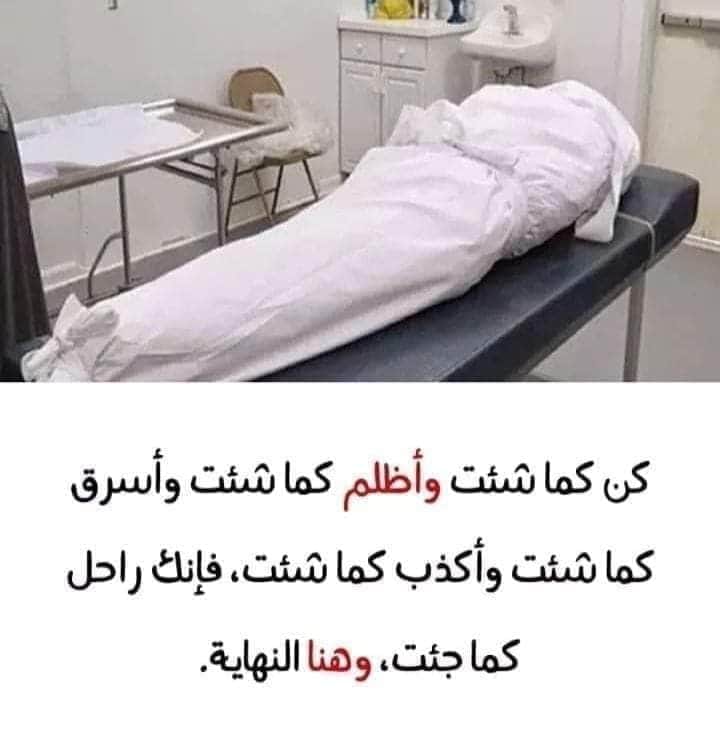 كن كما شئت وأظلم كما شئت وأسرق
كما شئت وأكذب كما شئت، فإنك راحل
كما جئت، وهنا النهاية.